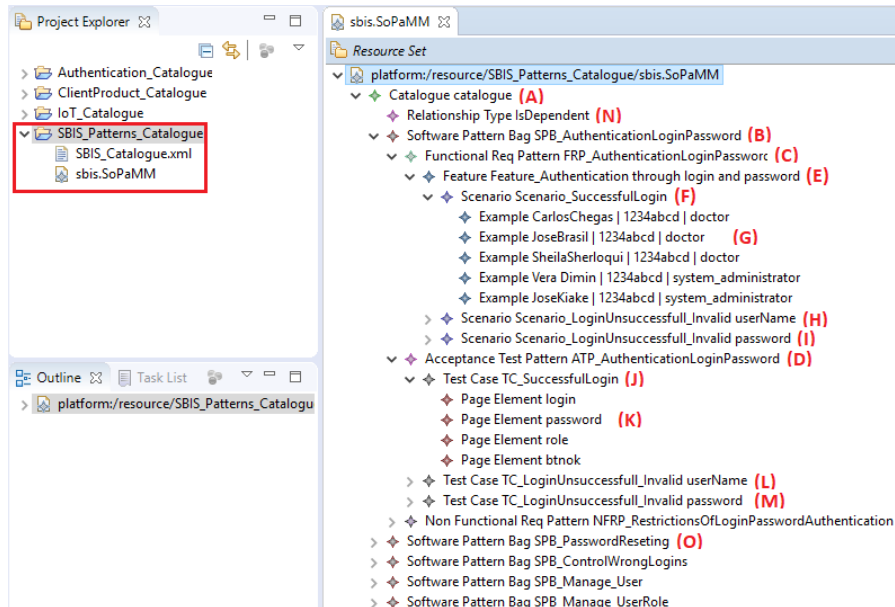 Project Explorer
Authentication_Catalogue
ClientProduct_Catalogue
IoT_Catalogue
SBIS_Patterns_Catalogue
SBIS_Catalogue.xml
sbis.SoPaMM
Outline Task List
platform:/resource/SBIS_Patterns_Catalogu
sbis.SoPaMM
Resource Set
platform:/resource/SBIS_Patterns_Catalogue/sbis.SoPaMM
Catalogue catalogue (A)
Relationship Type IsDependent (N)
Software Pattern Bag SPB_AuthenticationLoginPassword (B)
Functional Req Pattern FRP_AuthenticationLoginPassword (C)
Feature Feature_Authentication through login and password (E)
Scenario Scenario_SuccessfulLogin (F)
Example CarlosChegas | 1234abcd | doctor
Example JoseBrasil | 1234abcd | doctor (G)
Example SheilaSherloqui | 1234abcd | doctor
Example Vera Dimin | 1234abcd | system_administrator
Example JoseKiake | 1234abcd | system_administrator
Scenario Scenario_LoginUnsuccessfull_Invalid userName (H)
Scenario Scenario_LoginUnsuccessfull_Invalid password (I)
Acceptance Test Pattern ATP_AuthenticationLoginPassword (D)
Test Case TC_SuccessfulLogin (J)
Page Element login
Page Element password (K)
Page Element role
Page Element btnok
Test Case TC_LoginUnsuccessfull_Invalid userName (L)
Test Case TC_LoginUnsuccessfull_Invalid password (M)
Non Functional Req Pattern NFRP_RestrictionsOfLoginPasswordAuthentication
Software Pattern Bag SPB_PasswordReseting (O)
Software Pattern Bag SPB_ControlWrongLogins
Software Pattern Bag SPB_Manage_User
Software Pattern Bag SPB_Manage_UserRole